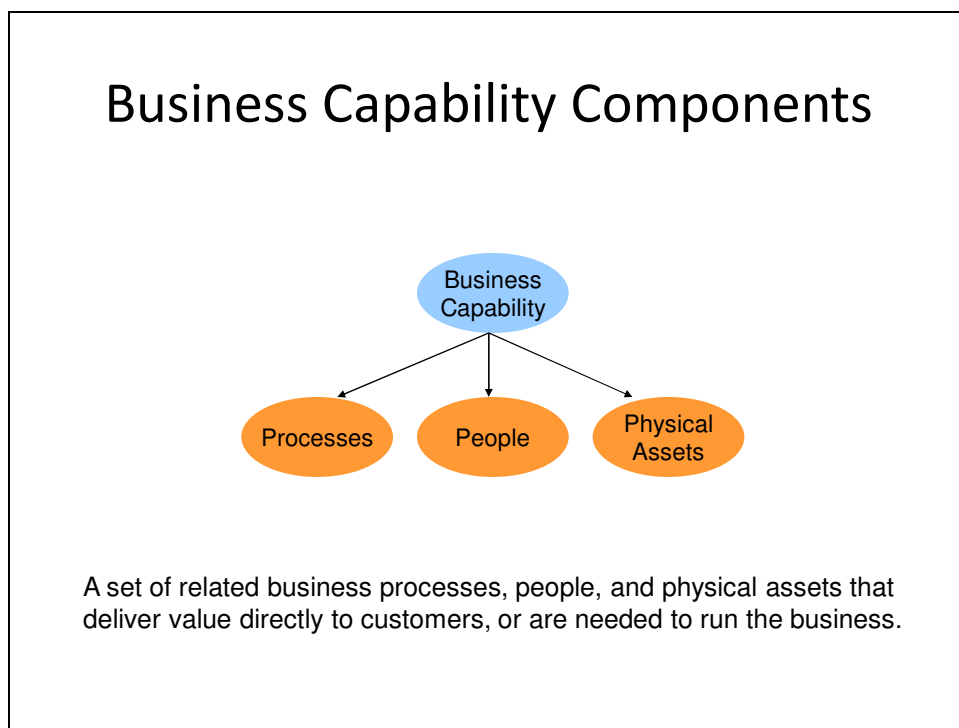 Business Capability Components
Business
Capability
Processes
People
Physical
Assets
A set of related business processes, people, and physical assets that
deliver value directly to customers, or are needed to run the business.